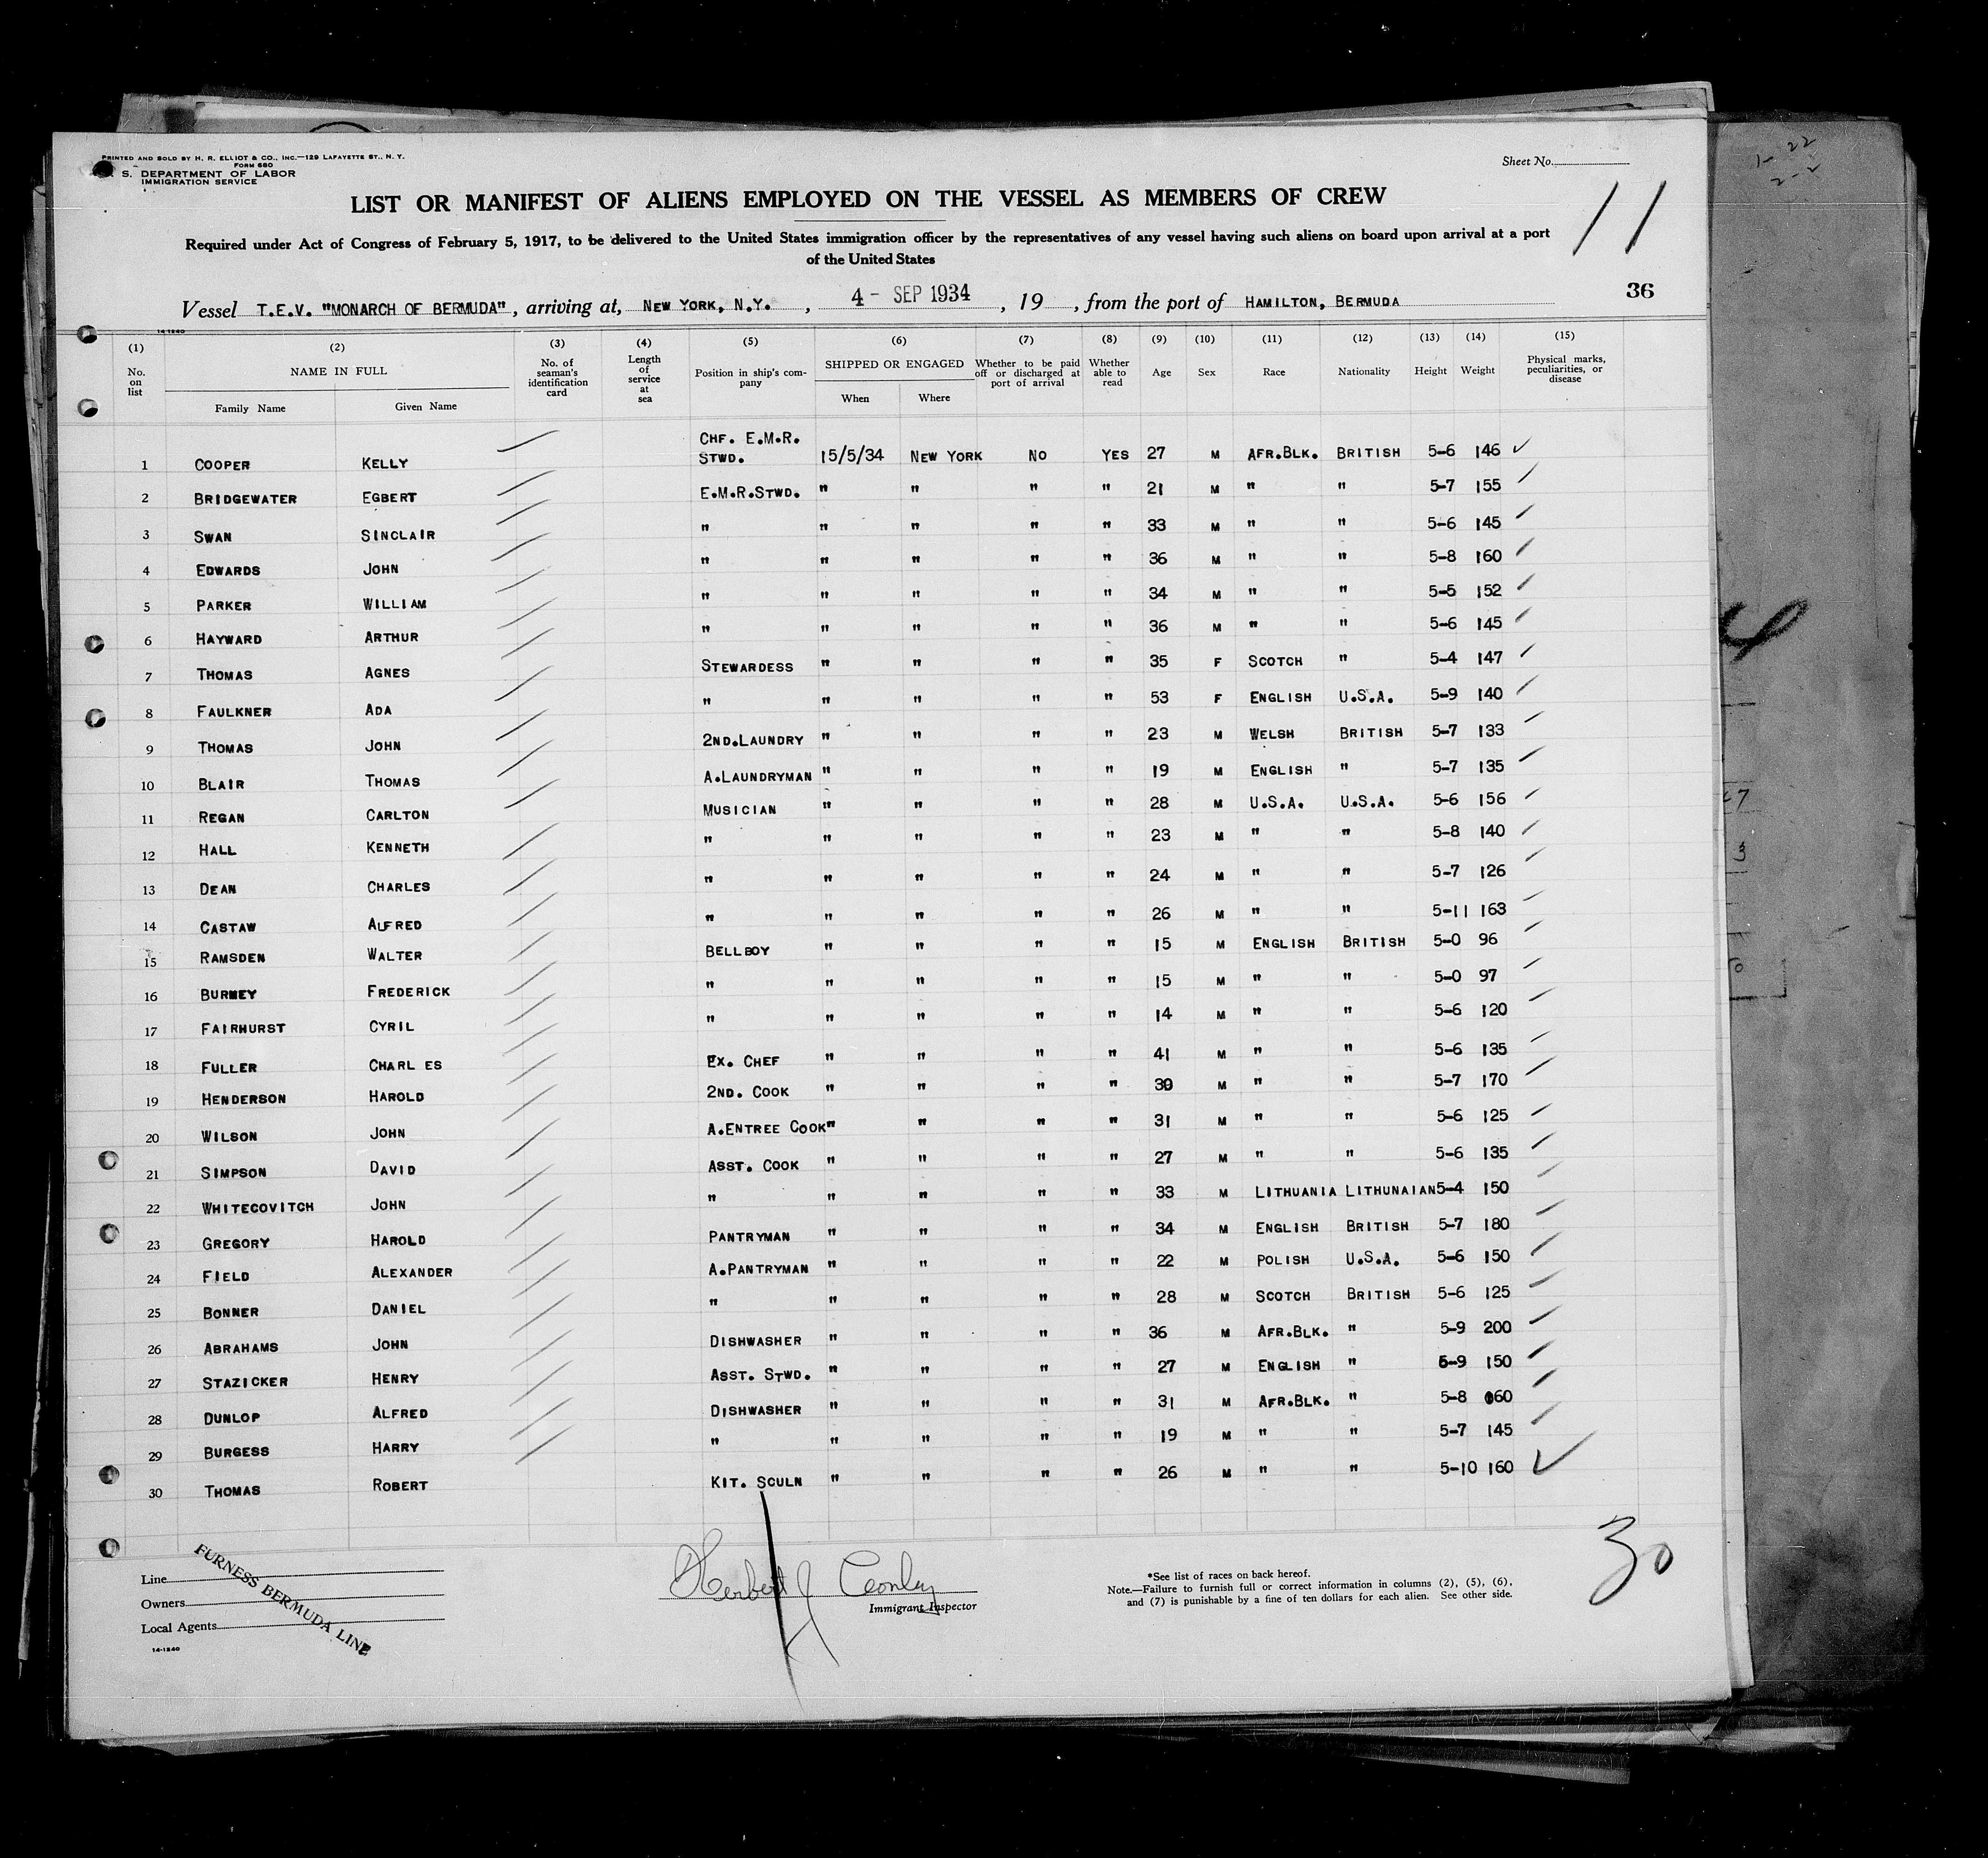 PRINTED AND SOLD BY H. R. ELLIOT & CO., INC.—129 LAFAYETTE ST., N. Y.
FORM 680
S. DEPARTMENT OF LABOR
IMMIGRATION SERVICE
Sheet No.
LIST OR MANIFEST OF ALIENS EMPLOYED ON THE VESSEL AS MEMBERS OF CREW
11
Required under Act of Congress of February 5, 1917, to be delivered to the United States immigration officer by the representatives of any vessel having such aliens on board upon arrival at a port
of the United States
36
Vessel T.E.V. "MONARCH OF BERMUDA", arriving at, NEW YORK, N.Y., 4 - SEP 1934, 19 , from the port of HAMILTON, BERMUDA
14-1240
(1) (2) (3) (4) (5) (6) (7) (8) (9) (10) (11) (12) (13) (14) (15)
No. on list NAME IN FULL No. of seaman's identification card Length of service at sea Position in ship's company SHIPPED OR ENGAGED Whether to be paid off or discharged at port of arrival Whether able to read Age Sex Race Nationality Height Weight Physical marks, peculiarities, or disease
Family Name Given Name When Where
1 COOPER KELLY CHF. E.M.R. STWD. 15/5/34 NEW YORK NO YES 27 M AFR.BLK. BRITISH 5-6 146
2 BRIDGEWATER EGBERT E.M.R.STWD. " " " " 21 M " " 5-7 155
3 SWAN SINCLAIR " " " " " 33 M " " 5-6 145
4 EDWARDS JOHN " " " " " 36 M " " 5-8 160
5 PARKER WILLIAM " " " " " 34 M " " 5-5 152
6 HAYWARD ARTHUR " " " " " 36 M " " 5-6 145
7 THOMAS AGNES STEWARDESS " " " " 35 F SCOTCH " 5-4 147
8 FAULKNER ADA " " " " " 53 F ENGLISH U.S.A. 5-9 140
9 THOMAS JOHN 2ND.LAUNDRY " " " " 23 M WELSH BRITISH 5-7 133
10 BLAIR THOMAS A.LAUNDRYMAN " " " " 19 M ENGLISH " 5-7 135
11 REGAN CARLTON MUSICIAN " " " " 28 M U.S.A. U.S.A. 5-6 156
12 HALL KENNETH " " " " " 23 M " " 5-8 140
13 DEAN CHARLES " " " " " 24 M " " 5-7 126
14 CASTAW ALFRED " " " " " 26 M " " 5-11 163
15 RAMSDEN WALTER BELLBOY " " " " 15 M ENGLISH BRITISH 5-0 96
16 BURMEY FREDERICK " " " " " 15 M " " 5-0 97
17 FAIRHURST CYRIL " " " " " 14 M " " 5-6 120
18 FULLER CHARL ES EX. CHEF " " " " 41 M " " 5-6 135
19 HENDERSON HAROLD 2ND. COOK " " " " 39 M " " 5-7 170
20 WILSON JOHN A.ENTREE COOK " " " " 31 M " " 5-6 125
21 SIMPSON DAVID ASST. COOK " " " " 27 M " " 5-6 135
22 WHITECOVITCH JOHN " " " " " 33 M LITHUANIA LITHUNAIAN 5-4 150
23 GREGORY HAROLD PANTRYMAN " " " " 34 M ENGLISH BRITISH 5-7 180
24 FIELD ALEXANDER A.PANTRYMAN " " " " 22 M POLISH U.S.A. 5-6 150
25 BONNER DANIEL " " " " " 28 M SCOTCH BRITISH 5-6 125
26 ABRAHAMS JOHN DISHWASHER " " " " 36 M AFR.BLK. " 5-9 200
27 STAZICKER HENRY ASST. STWD. " " " " 27 M ENGLISH " 5-9 150
28 DUNLOP ALFRED DISHWASHER " " " " 31 M AFR.BLK. " 5-8 160
29 BURGESS HARRY " " " " " 19 M " " 5-7 145
30 THOMAS ROBERT KIT. SCULN " " " " 26 M " " 5-10 160
30
Line
Owners
Local Agents
FURNESS BERMUDA LINE
14-1240
Herbert J Conley
Immigrant Inspector
*See list of races on back hereof.
Note.—Failure to furnish full or correct information in columns (2), (5), (6),
and (7) is punishable by a fine of ten dollars for each alien. See other side.